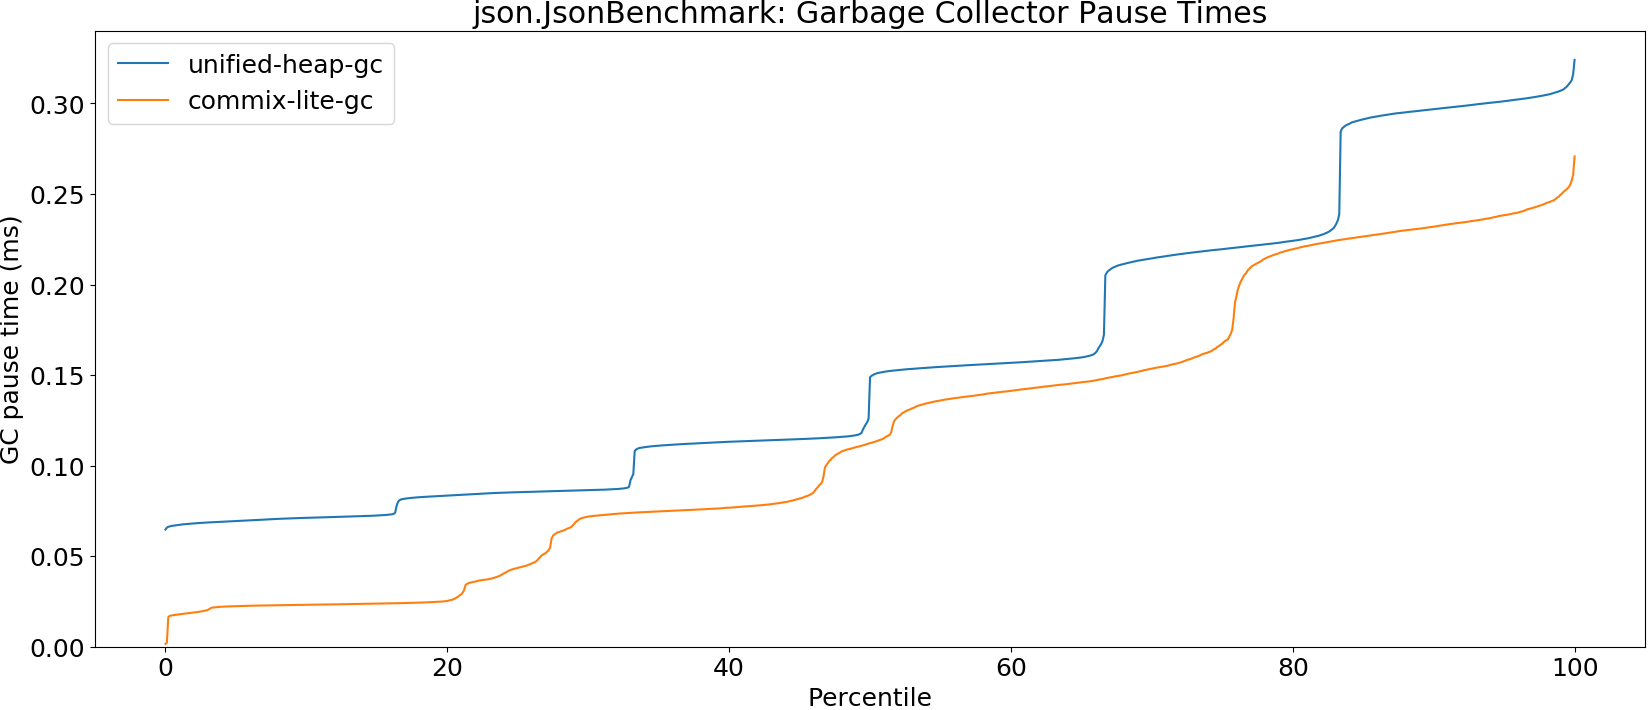 json.JsonBenchmark: Garbage Collector Pause Times
unified-heap-gc
commix-lite-gc
GC pause time (ms)
0.30
0.25
0.20
0.15
0.10
0.05
0.00
0 20 40 60 80 100
Percentile